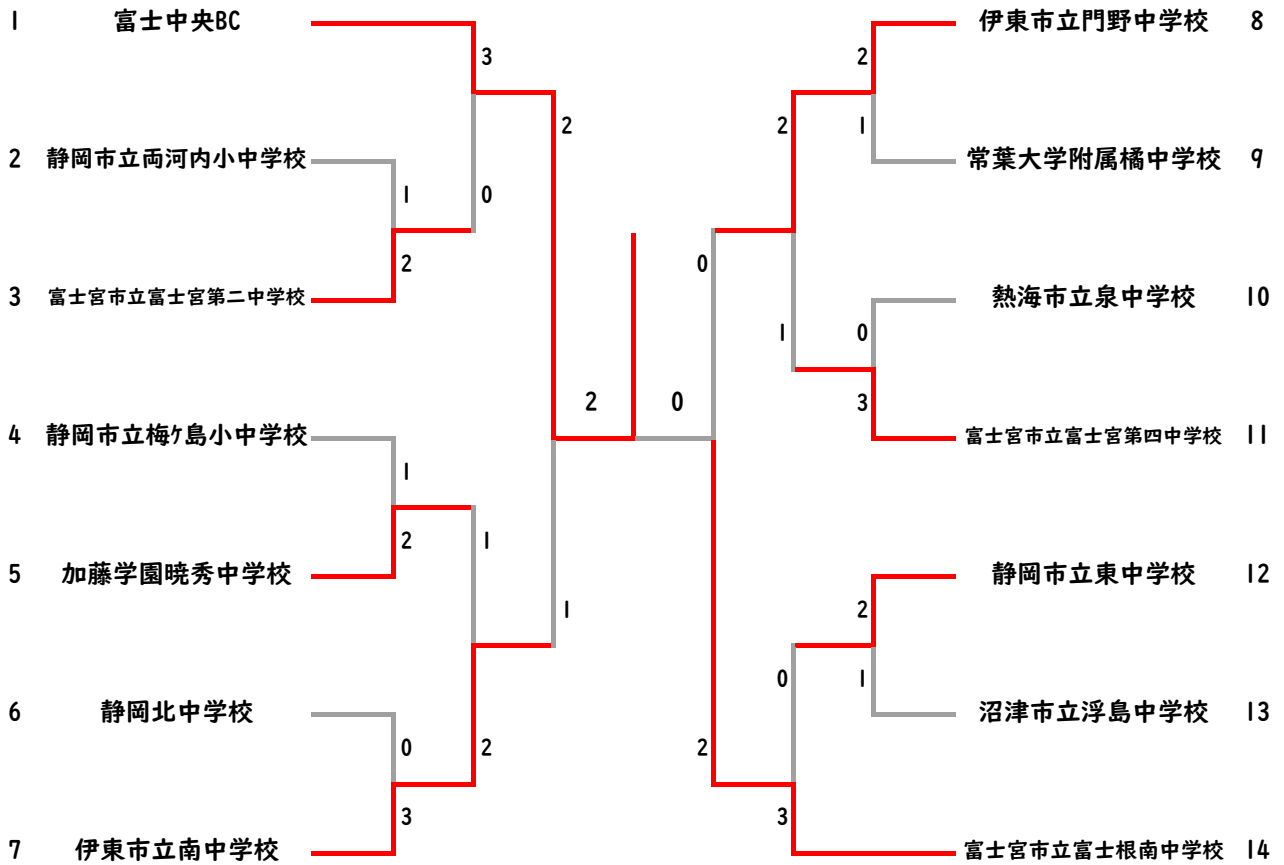 1 富士中央BC
伊東市立門野中学校 8
3
2
2
2
1
2 静岡市立両河内小中学校
常葉大学附属橘中学校 9
1
0
2
0
3 富士宮市立富士宮第二中学校
熱海市立泉中学校 10
1
0
2
0
3
4 静岡市立梅ケ島小中学校
富士宮市立富士宮第四中学校 11
1
2
1
5 加藤学園暁秀中学校
静岡市立東中学校 12
1
2
0
1
6 静岡北中学校
沼津市立浮島中学校 13
0
2
2
3
3
7 伊東市立南中学校
富士宮市立富士根南中学校 14